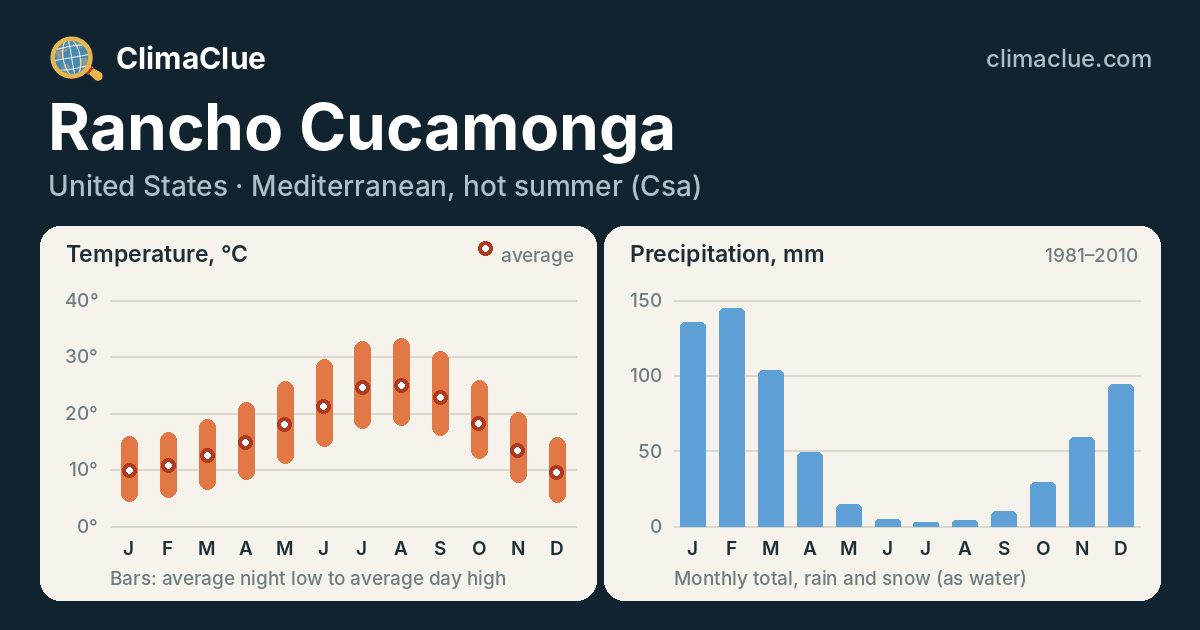 ClimaClue
climaclue.com
Rancho Cucamonga
United States · Mediterranean, hot summer (Csa)
Temperature, °C
average
40°
30°
20°
10°
0°
J F M A M J J A S O N D
Bars: average night low to average day high
Precipitation, mm
1981–2010
150
100
50
0
J F M A M J J A S O N D
Monthly total, rain and snow (as water)